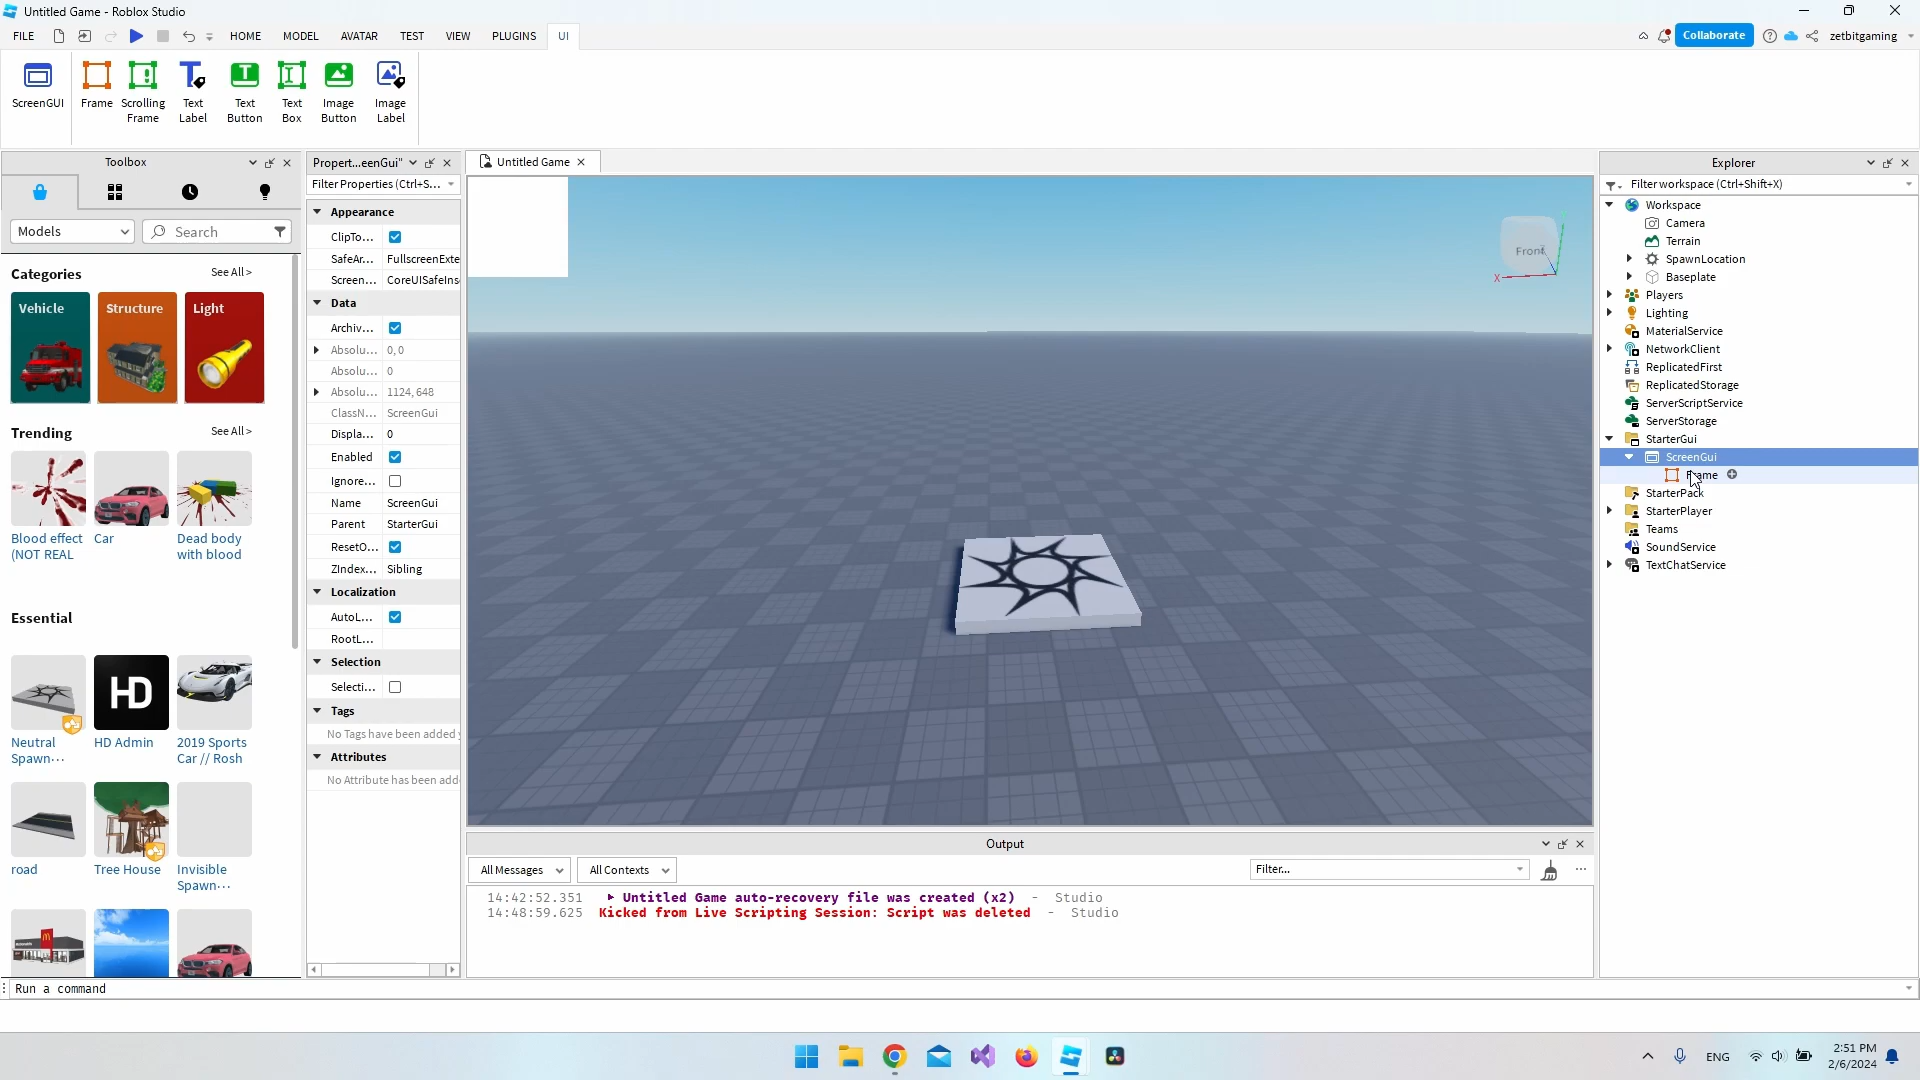 Untitled Game - Roblox Studio
FILE HOME MODEL AVATAR TEST VIEW PLUGINS UI Collaborate zetbitgaming
ScreenGUI Frame Scrolling Frame Text Label Text Button Text Box Image Button Image Label
Toolbox
Models Search
Categories See All >
Vehicle Structure Light
Trending See All >
Blood effect (NOT REAL
Car
Dead body with blood
Essential
HD
Neutral Spawn...
HD Admin
2019 Sports Car // Rosh
road
Tree House
Invisible Spawn...
Propert...eenGui"
Filter Properties (Ctrl+S...
Appearance
ClipTo...
SafeAr... FullscreenExte
Screen... CoreUISafeIns
Data
Archiv...
Absolu... 0, 0
Absolu... 0
Absolu... 1124, 648
ClassN... ScreenGui
Displa... 0
Enabled
Ignore...
Name ScreenGui
Parent StarterGui
ResetO...
ZIndex... Sibling
Localization
AutoL...
RootL...
Selection
Selecti...
Tags
No Tags have been added y
Attributes
No Attribute has been add
Untitled Game
Front
X
Output
All Messages All Contexts Filter...
14:42:52.351 Untitled Game auto-recovery file was created (x2) - Studio
14:48:59.625 Kicked from Live Scripting Session: Script was deleted - Studio
Explorer
Filter workspace (Ctrl+Shift+X)
Workspace
Camera
Terrain
SpawnLocation
Baseplate
Players
Lighting
MaterialService
NetworkClient
ReplicatedFirst
ReplicatedStorage
ServerScriptService
ServerStorage
StarterGui
ScreenGui
Frame
StarterPack
StarterPlayer
Teams
SoundService
TextChatService
Run a command
ENG
2:51 PM
2/6/2024